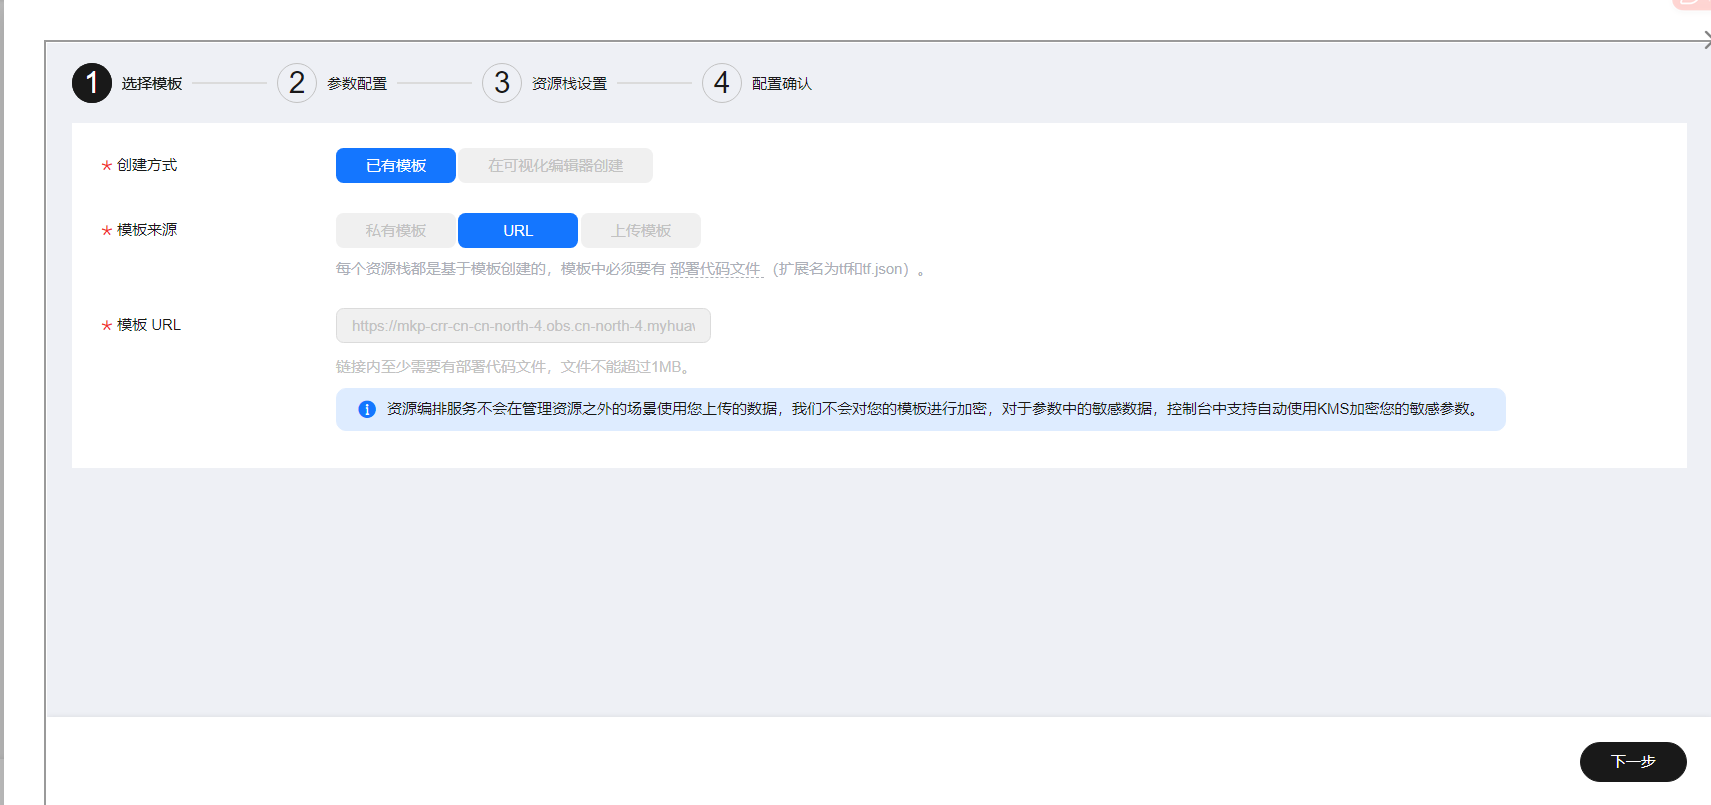 1 选择模板 2 参数配置 3 资源栈设置 4 配置确认
* 创建方式 已有模板 在可视化编辑器创建
* 模板来源 私有模板 URL 上传模板
每个资源栈都是基于模板创建的，模板中必须要有 部署代码文件 （扩展名为tf和tf.json）。
* 模板 URL https://mkp-crr-cn-cn-north-4.obs.cn-north-4.myhua
链接内至少需要有部署代码文件，文件不能超过1MB。
资源编排服务不会在管理资源之外的场景使用您上传的数据，我们不会对您的模板进行加密，对于参数中的敏感数据，控制台中支持自动使用KMS加密您的敏感参数。
下一步